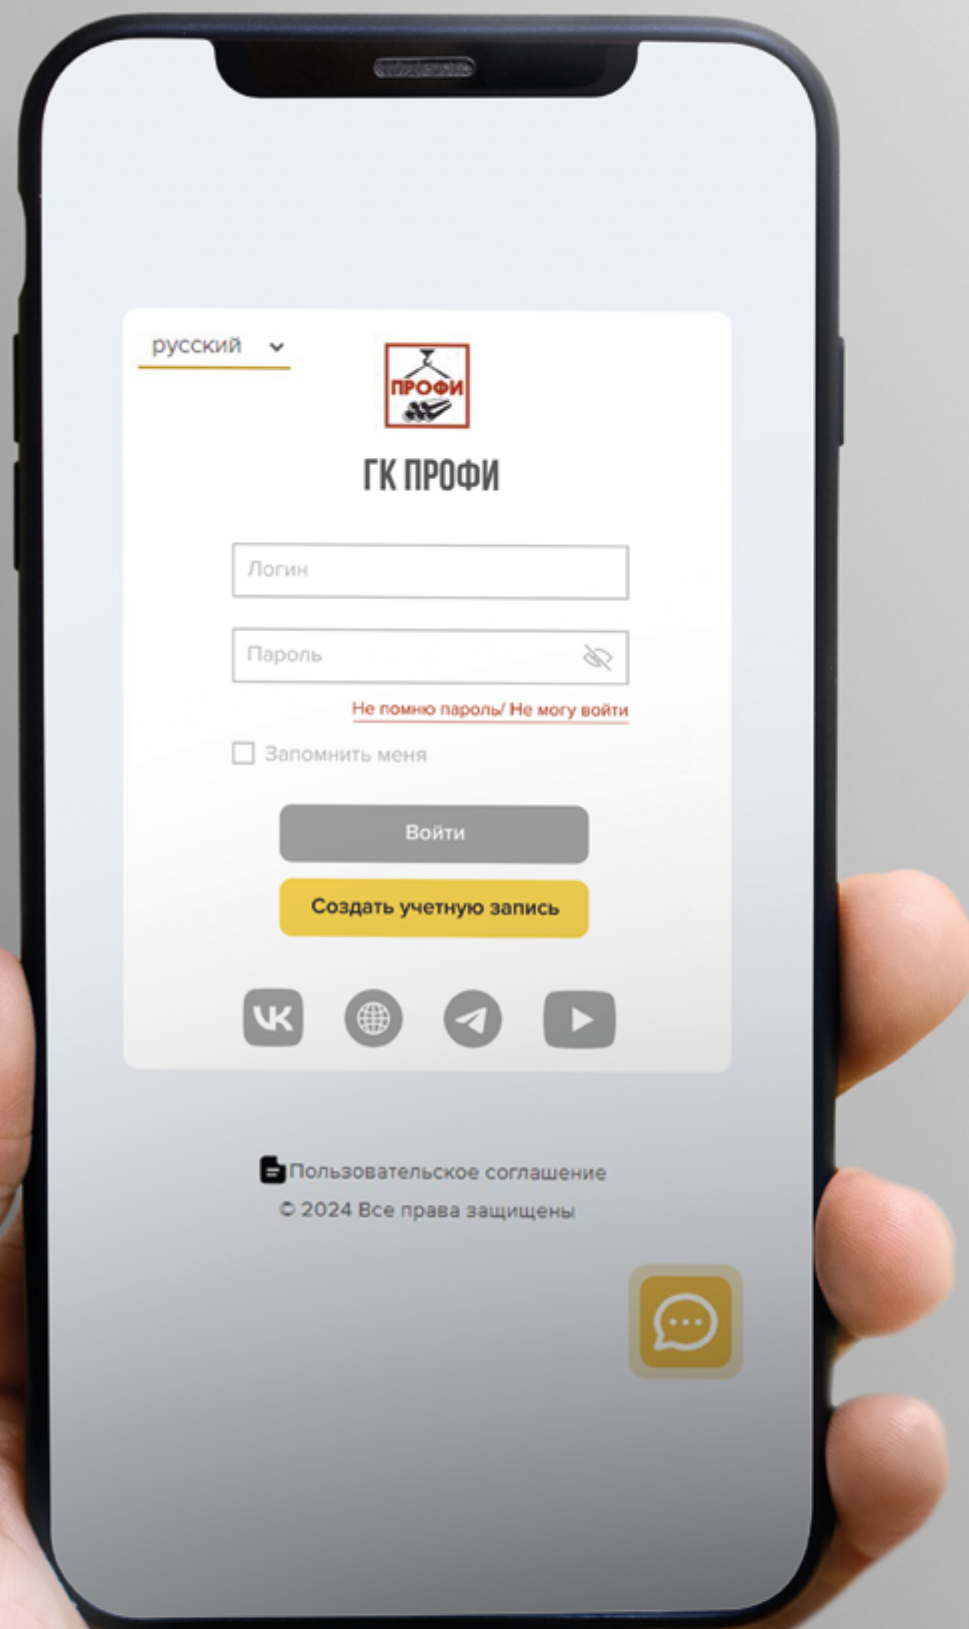 русский
ПРОФИ
ГК ПРОФИ
Логин
Пароль
Не помню пароль/ Не могу войти
Запомнить меня
Войти
Создать учетную запись
VK
Пользовательское соглашение
© 2024 Все права защищены